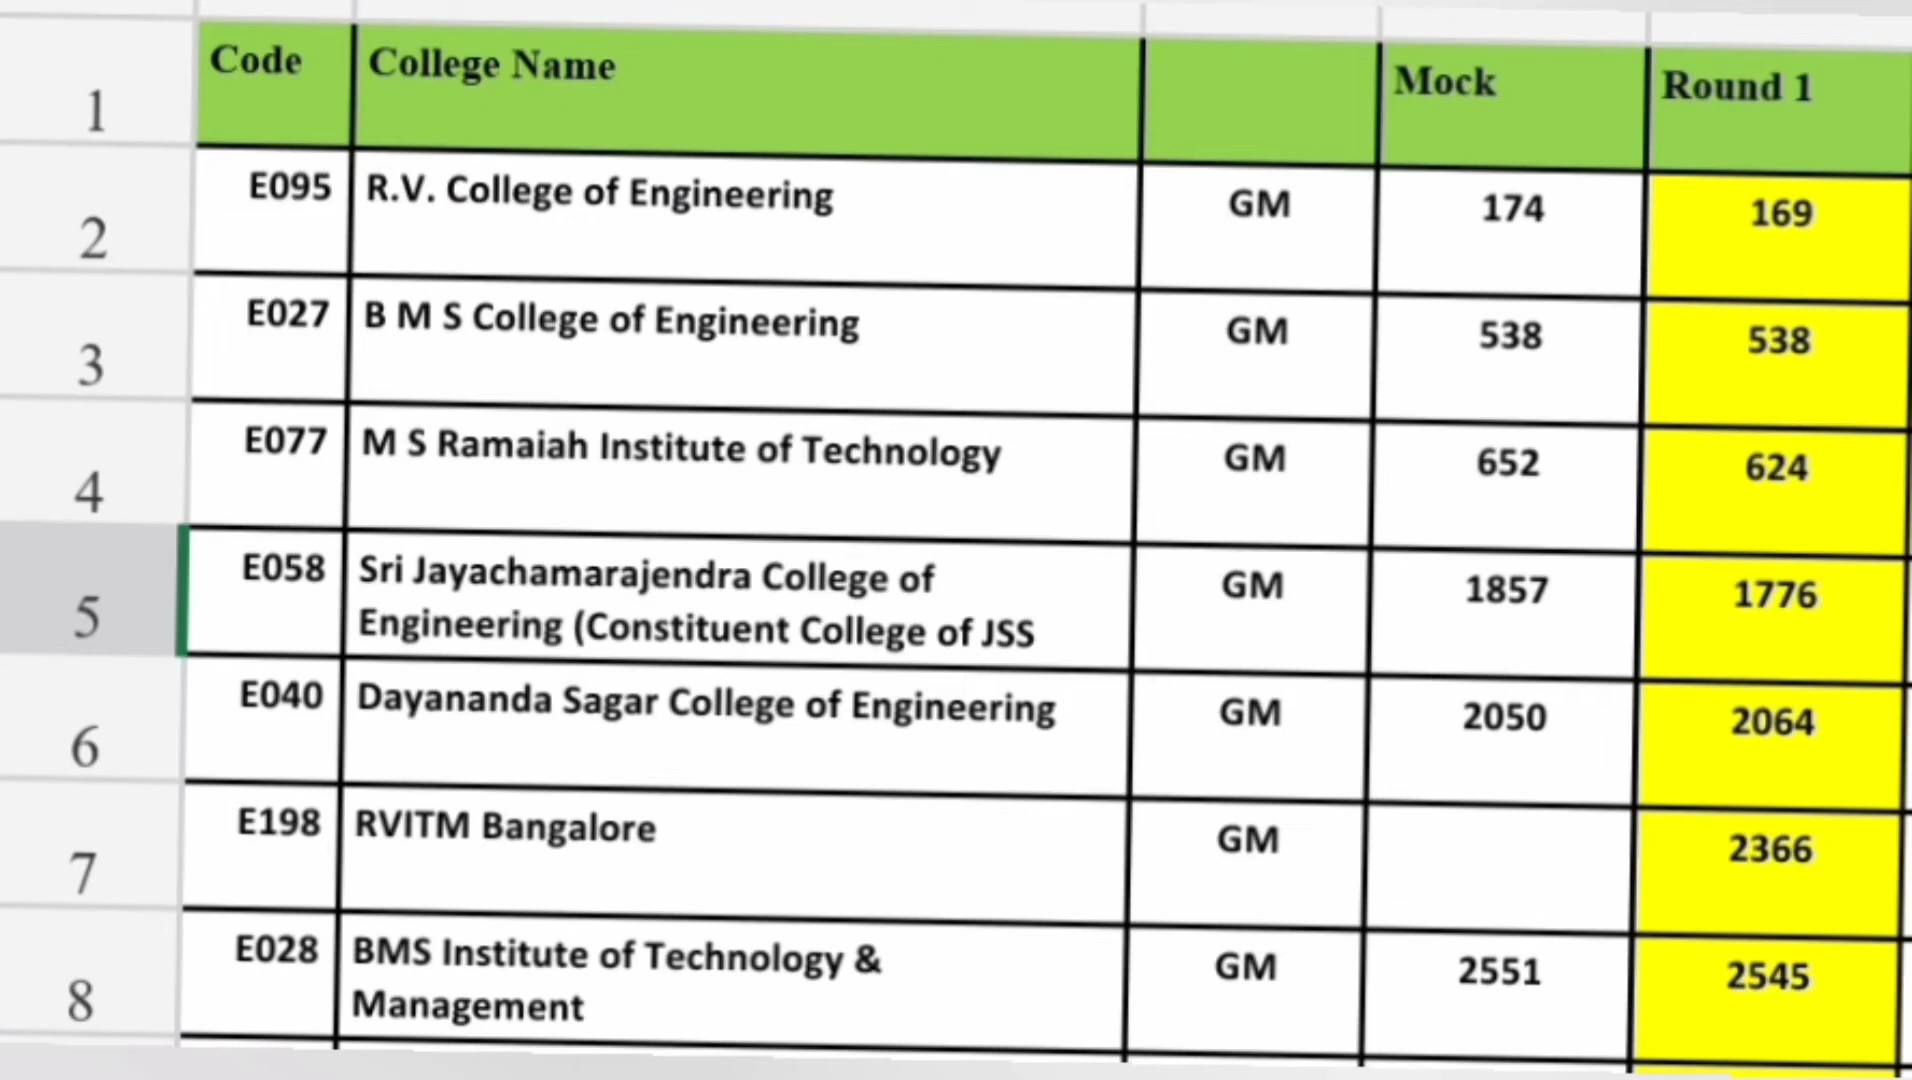 Code College Name Mock Round 1
1
E095 R.V. College of Engineering GM 174 169
2
E027 B M S College of Engineering GM 538 538
3
E077 M S Ramaiah Institute of Technology GM 652 624
4
E058 Sri Jayachamarajendra College of GM 1857 1776
5 Engineering (Constituent College of JSS
E040 Dayananda Sagar College of Engineering GM 2050 2064
6
E198 RVITM Bangalore GM 2366
7
E028 BMS Institute of Technology & GM 2551 2545
8 Management